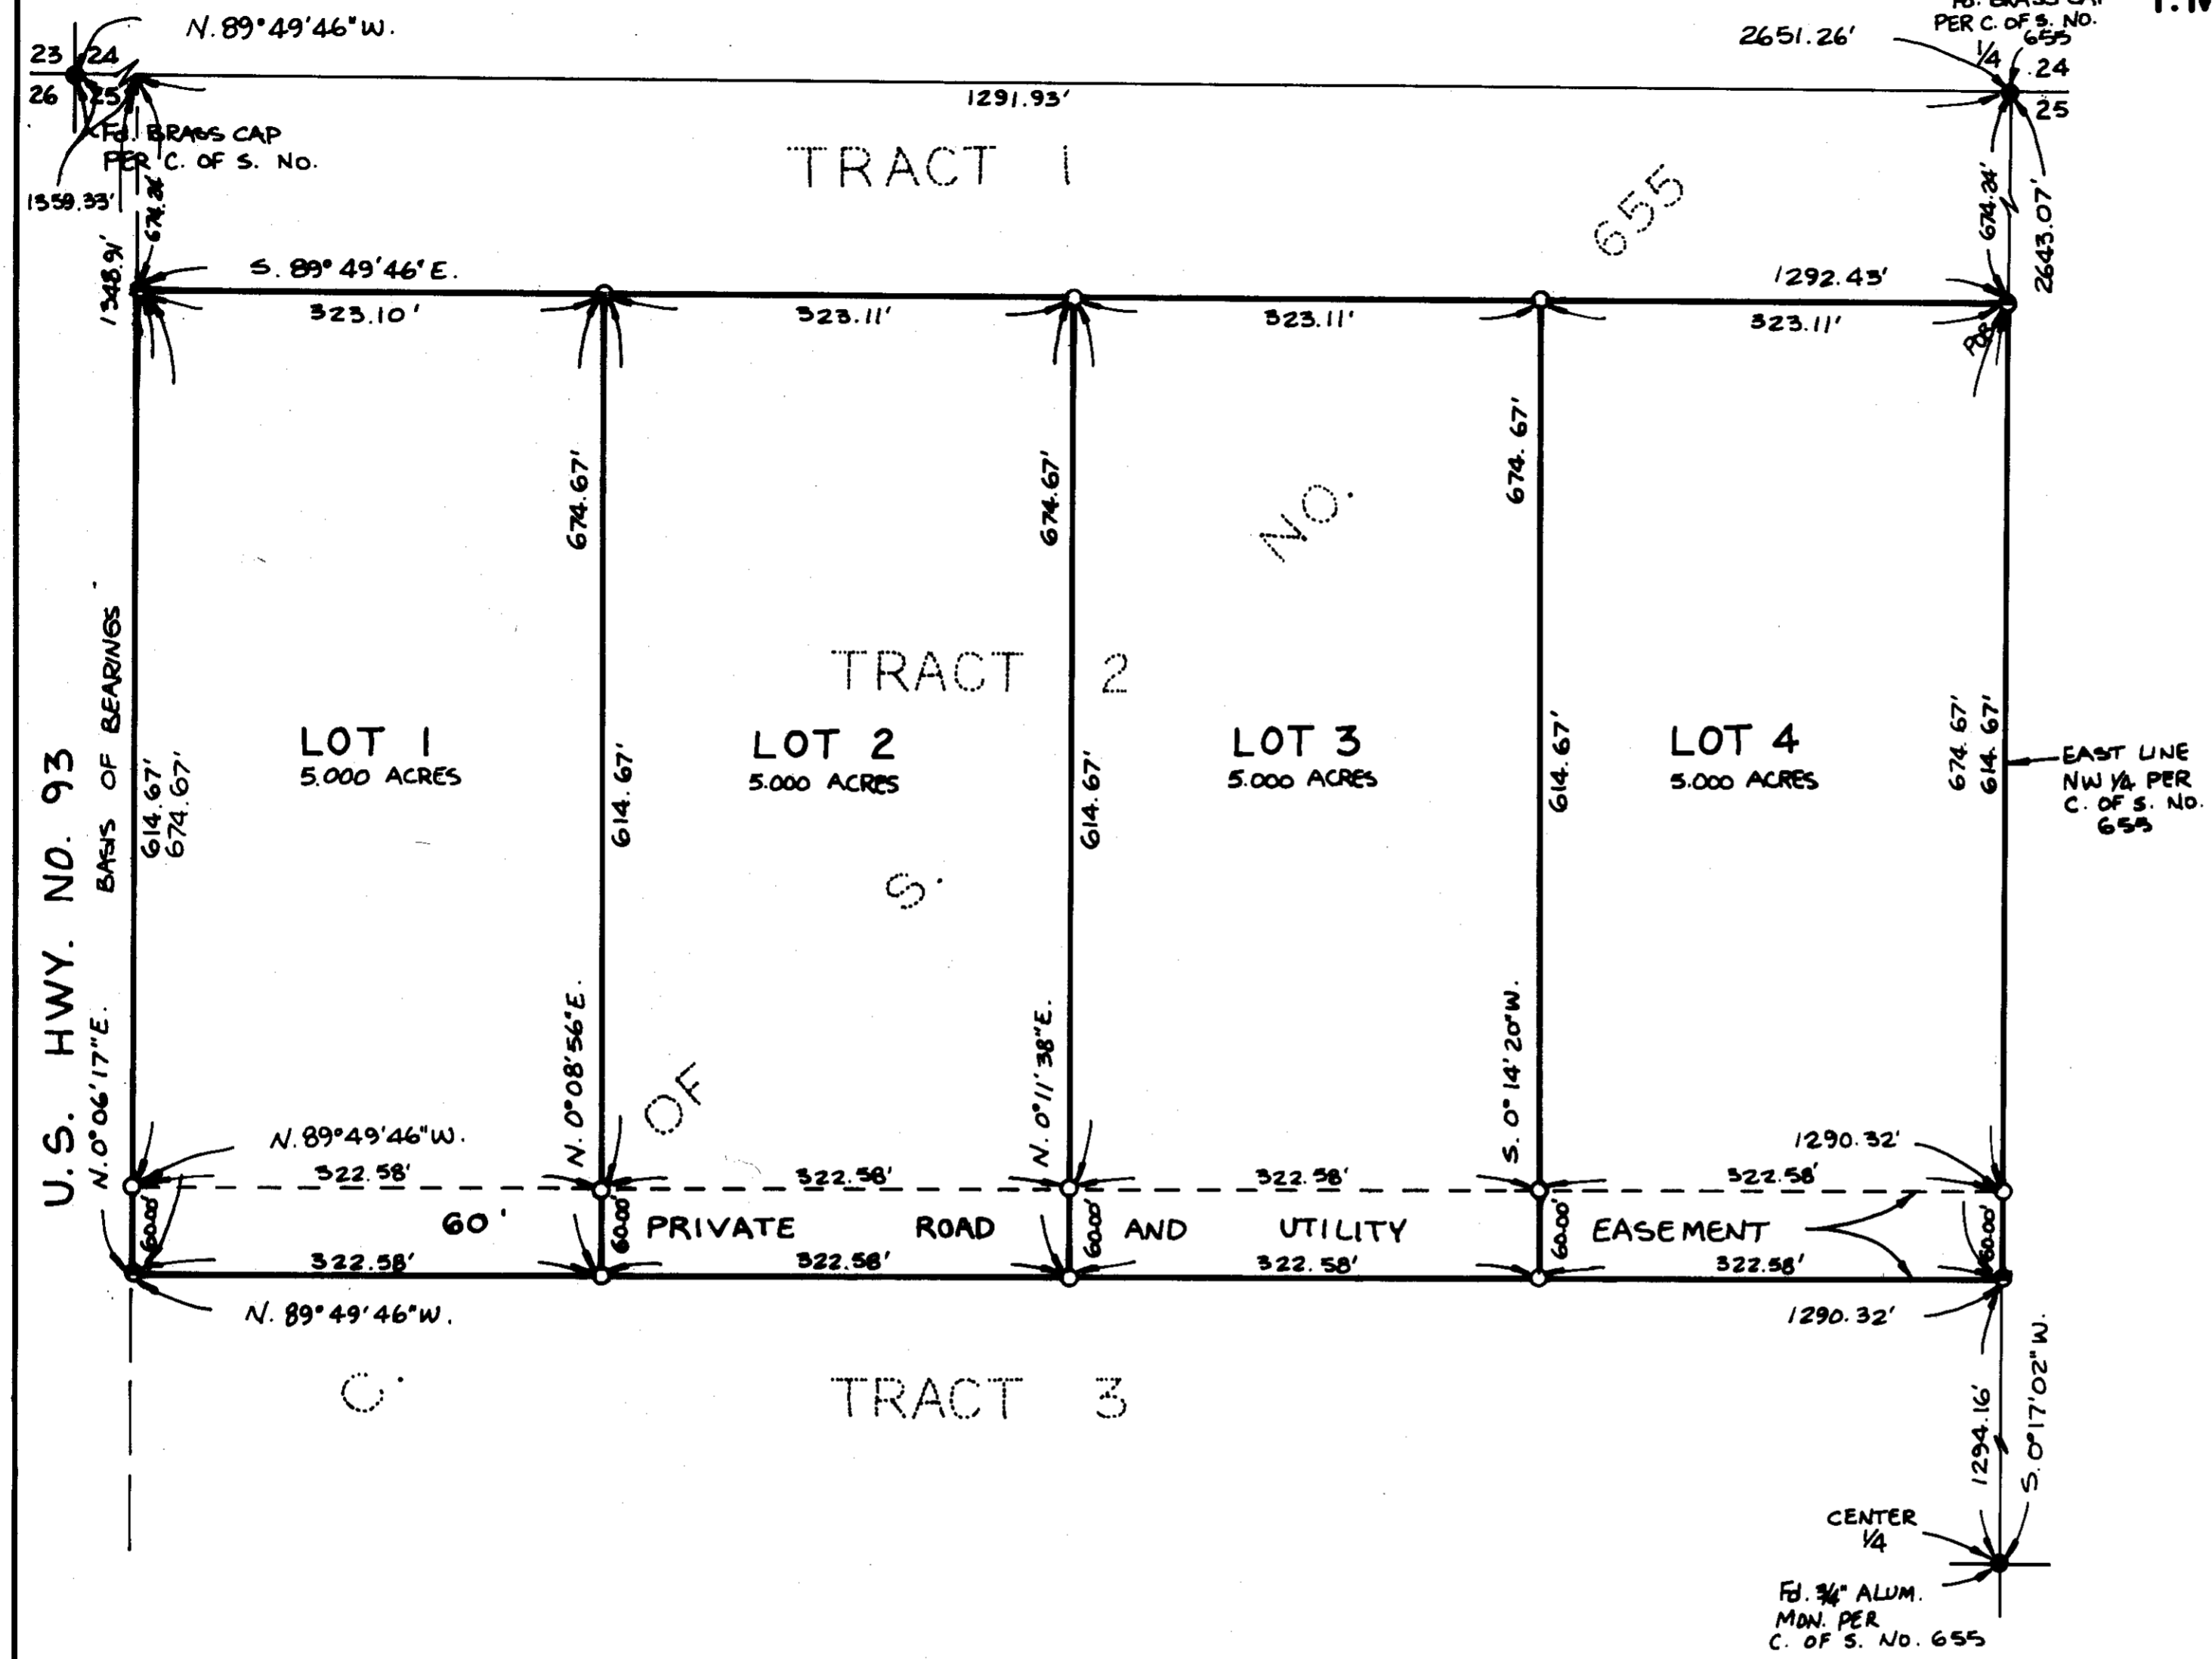 N. 89°49'46"W.
2651.26'
PER C. OF S. NO.
655
1/4
23 24
26 25
24
25
1291.93'
Fd. BRASS CAP
PER C. OF S. NO.
1359.33'
TRACT 1
655
1348.91'
674.24'
674.24'
2643.07'
S. 89°49'46"E.
1292.43'
323.10'
323.11'
323.11'
323.11'
POB
674.67'
674.67'
674.67'
NO.
TRACT 2
LOT 1
5.000 ACRES
LOT 2
5.000 ACRES
LOT 3
5.000 ACRES
LOT 4
5.000 ACRES
U.S. HWY. NO. 93
BASIS OF BEARINGS
N.0°06'17"E.
614.67'
674.67'
614.67'
614.67'
614.67'
674.67'
614.67'
EAST LINE
NW 1/4 PER
C. OF S. NO.
655
S.
N. 0°08'56"E.
N. 0°11'38"E.
S. 0°14'20"W.
OF
N. 89°49'46"W.
1290.32'
322.58'
322.58'
322.58'
322.58'
60.00'
60.00'
60.00'
60.00'
60.00'
60' PRIVATE ROAD AND UTILITY EASEMENT
322.58'
322.58'
322.58'
322.58'
N. 89°49'46"W.
1290.32'
C.
TRACT 3
1294.16'
S. 0°17'02"W.
CENTER
1/4
Fd. 3/4" ALUM.
MON. PER
C. OF S. NO. 655